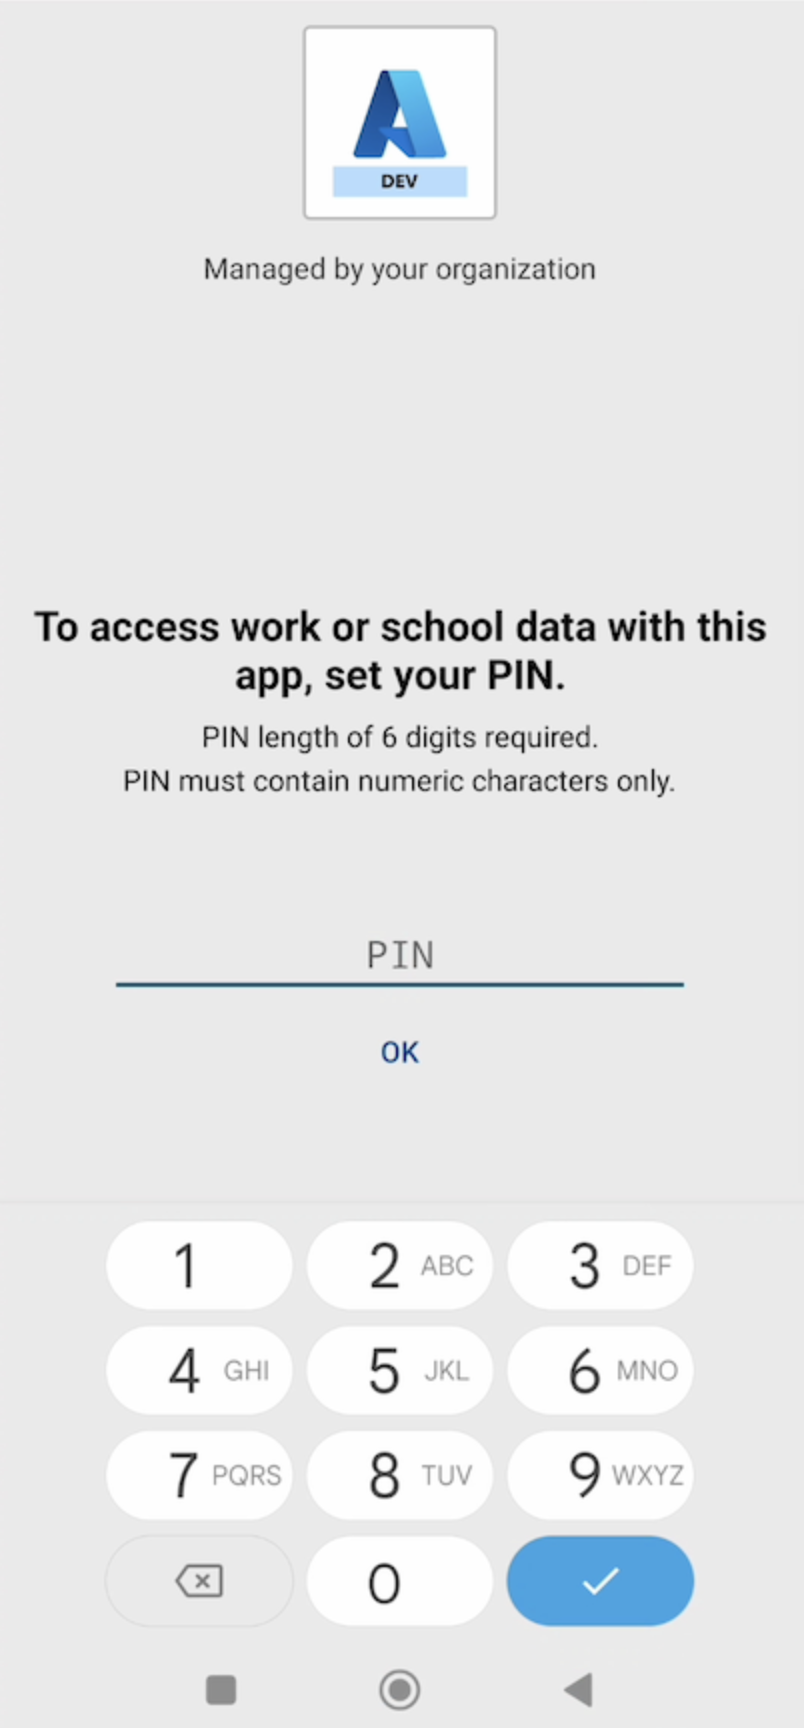 DEV
Managed by your organization
To access work or school data with this
app, set your PIN.
PIN length of 6 digits required.
PIN must contain numeric characters only.
PIN
OK
1 2 ABC 3 DEF
4 GHI 5 JKL 6 MNO
7 PQRS 8 TUV 9 WXYZ
0